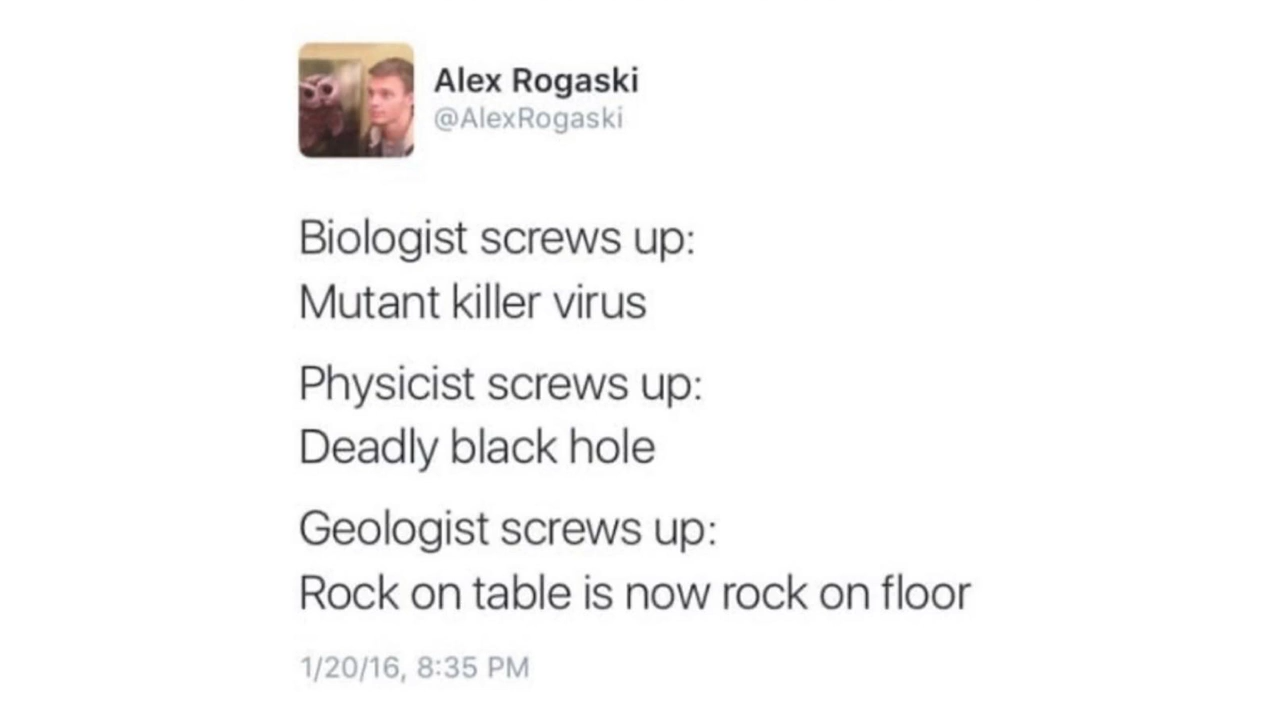 Alex Rogaski
@AlexRogaski
Biologist screws up:
Mutant killer virus
Physicist screws up:
Deadly black hole
Geologist screws up:
Rock on table is now rock on floor
1/20/16, 8:35 PM